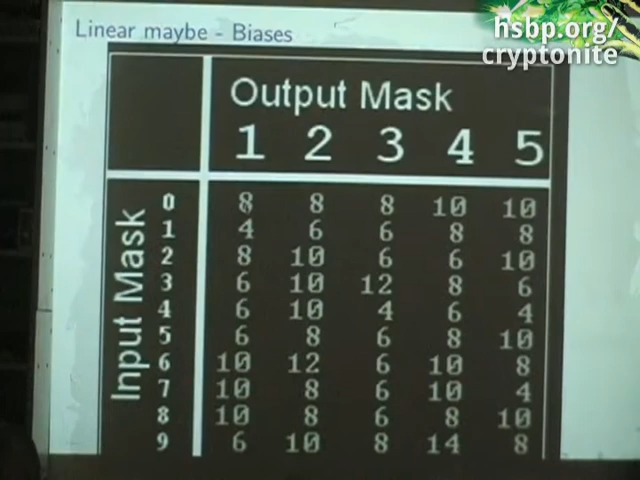 Linear maybe - Biases
hsbp.org/
cryptonite
Output Mask
1 2 3 4 5
Input Mask
0 8 8 8 10 10
1 4 6 6 8 8
2 8 10 6 6 10
3 6 10 12 8 6
4 6 10 4 6 4
5 6 8 6 8 10
6 10 12 6 10 8
7 10 8 6 10 4
8 10 8 6 8 10
9 6 10 8 14 8